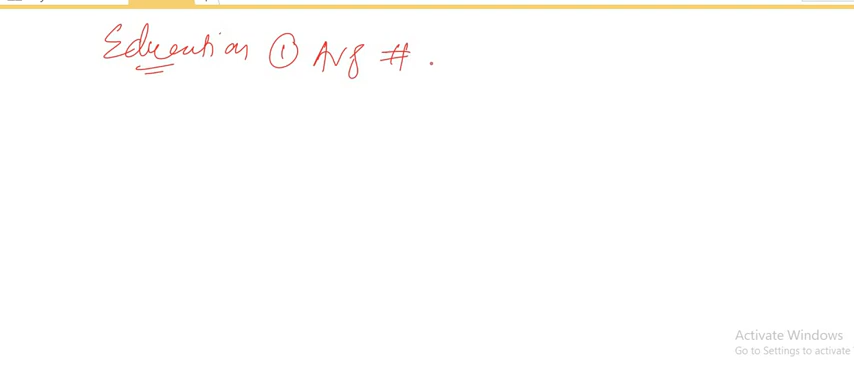 Education ① Avg # .
Activate Windows
Go to Settings to activate